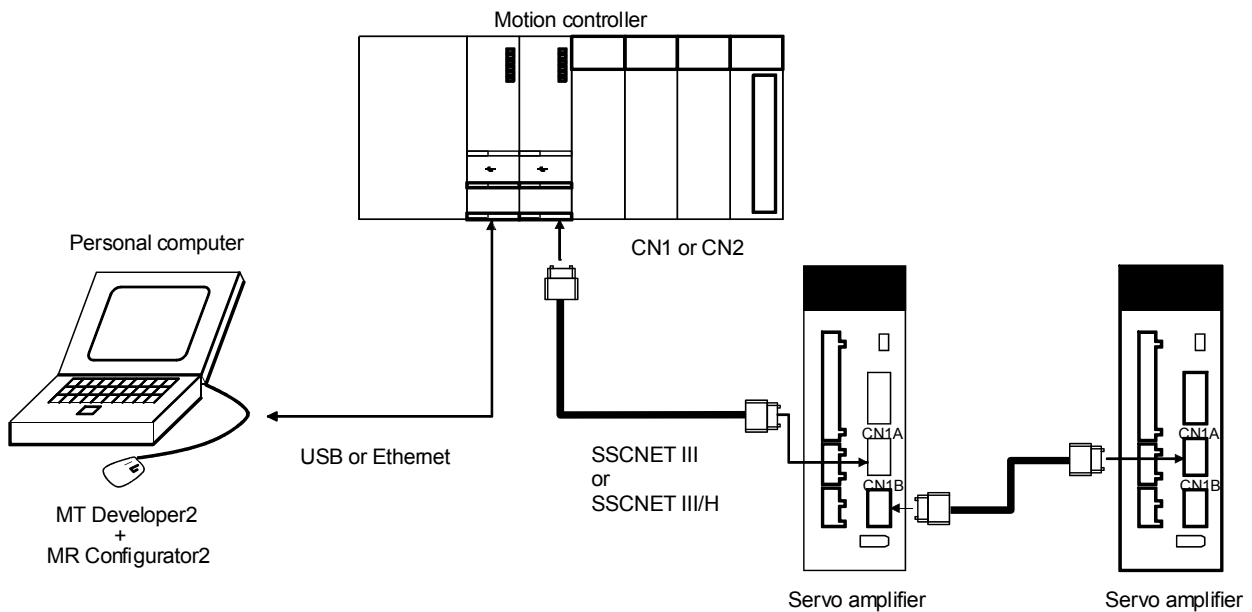 Motion controller
Personal computer
CN1 or CN2
USB or Ethernet
MT Developer2
+
MR Configurator2
SSCNET III
or
SSCNET III/H
CN1A
CN1B
CN1A
CN1B
Servo amplifier
Servo amplifier